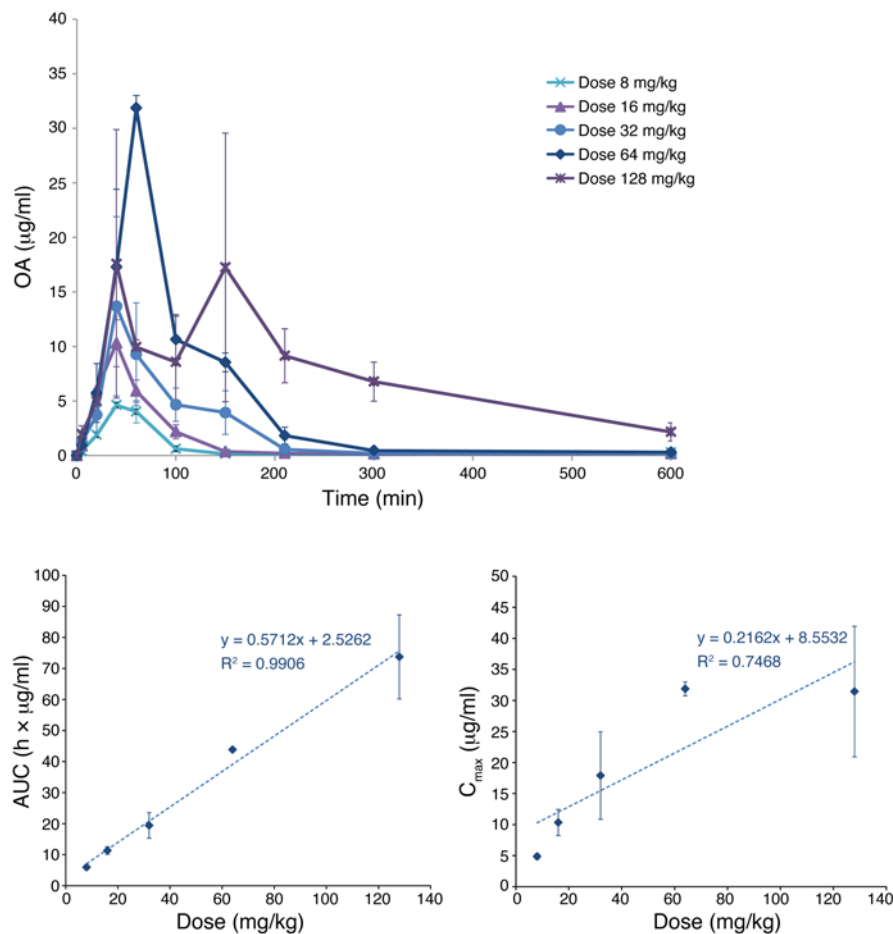 40
35
30
25
20
15
10
5
0
OA (μg/ml)
Dose 8 mg/kg
Dose 16 mg/kg
Dose 32 mg/kg
Dose 64 mg/kg
Dose 128 mg/kg
0 100 200 300 400 500 600
Time (min)
100
90
80
70
60
50
40
30
20
10
0
AUC (h × μg/ml)
y = 0.5712x + 2.5262
R² = 0.9906
0 20 40 60 80 100 120 140
Dose (mg/kg)
50
45
40
35
30
25
20
15
10
5
0
Cmax (μg/ml)
y = 0.2162x + 8.5532
R² = 0.7468
0 20 40 60 80 100 120 140
Dose (mg/kg)